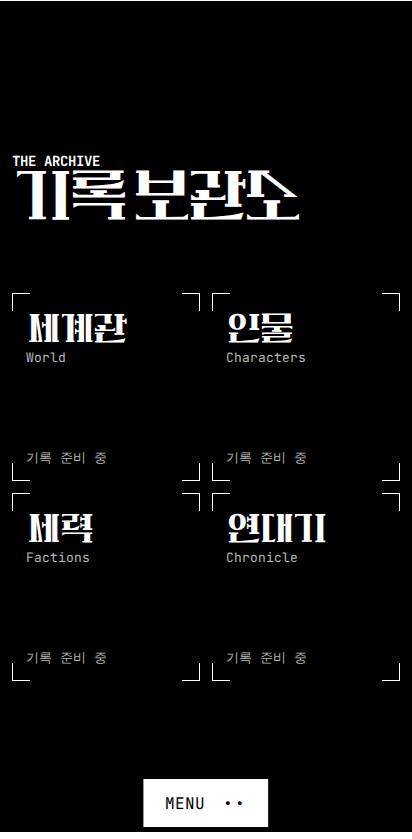 THE ARCHIVE
기록 보관소
세계관
World
기록 준비 중
인물
Characters
기록 준비 중
세력
Factions
기록 준비 중
연대기
Chronicle
기록 준비 중
MENU ••